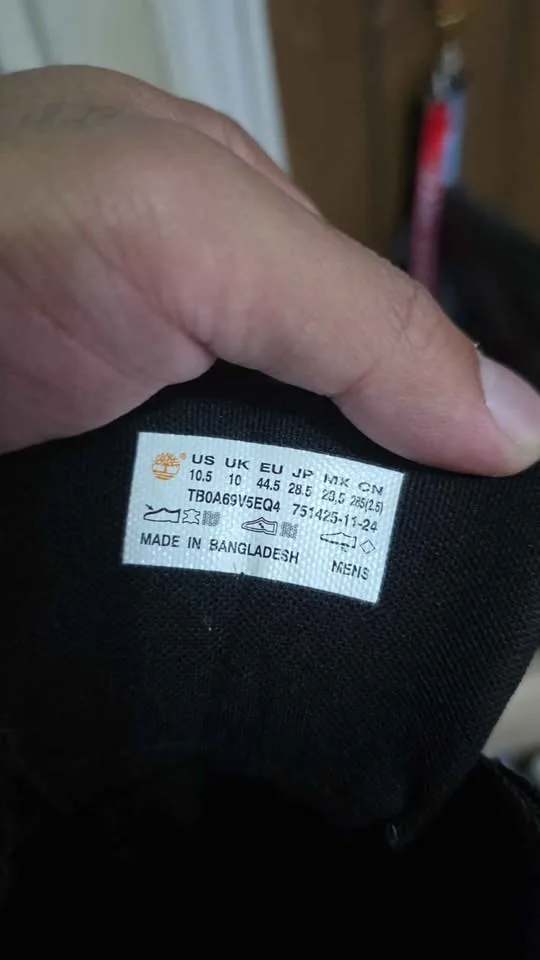 US UK EU JP MX CN
10.5 10 44.5 28.5 28.5 285(2.5)
TB0A69V5EQ4 751425-11-24
MADE IN BANGLADESH MENS